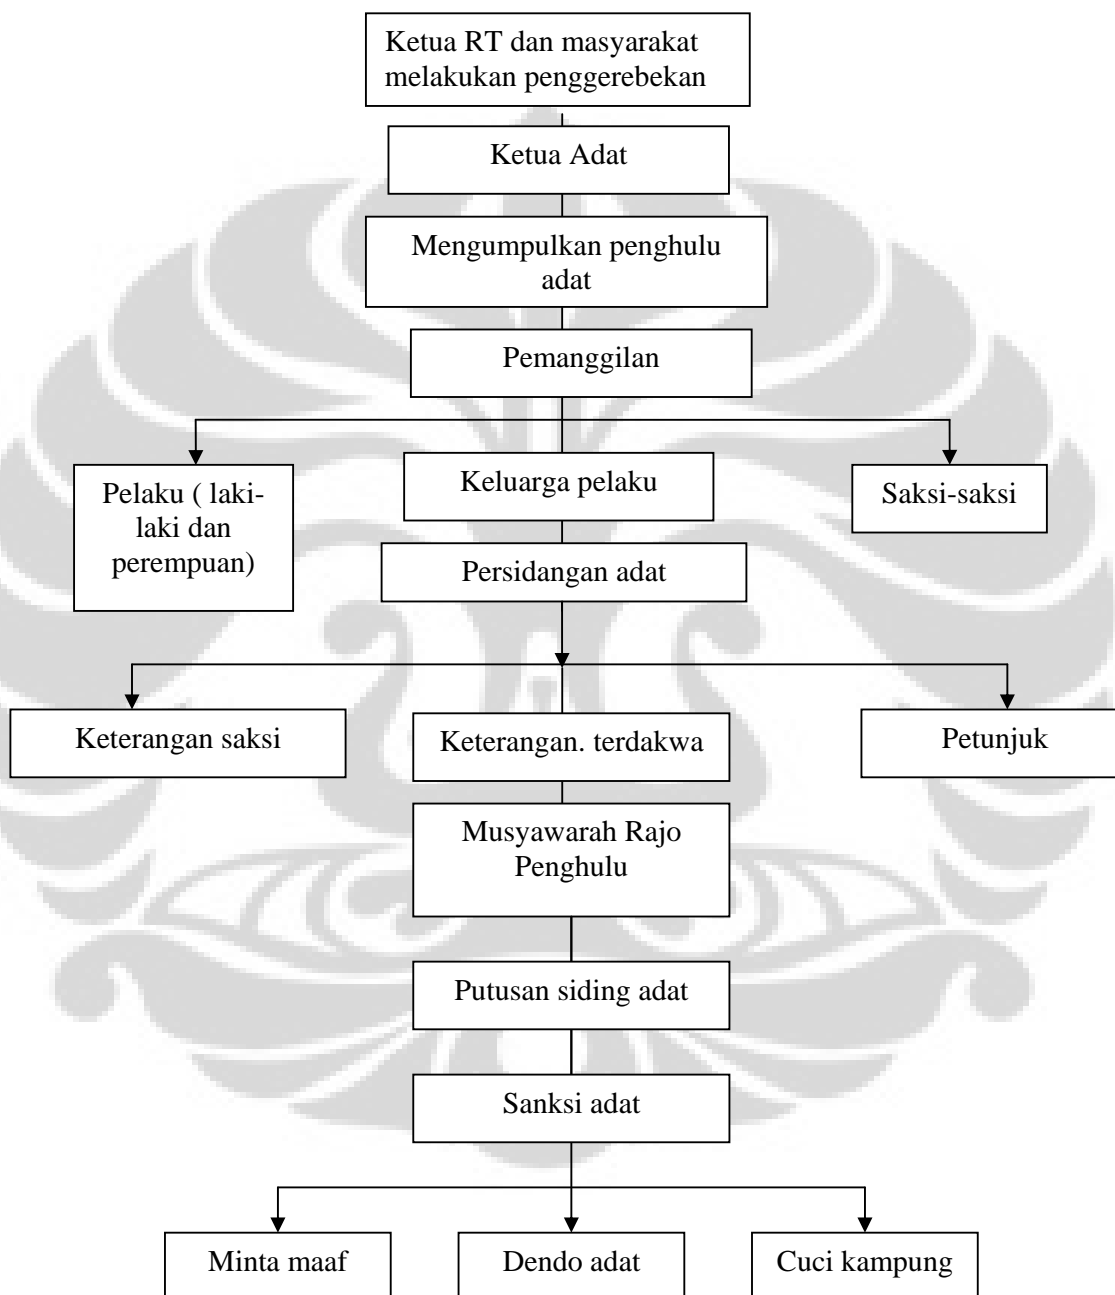 Ketua RT dan masyarakat
melakukan penggerebekan
Ketua Adat
Mengumpulkan penghulu
adat
Pemanggilan
Pelaku ( laki-
laki dan
perempuan)
Keluarga pelaku
Saksi-saksi
Persidangan adat
Keterangan saksi
Keterangan. terdakwa
Petunjuk
Musyawarah Rajo
Penghulu
Putusan siding adat
Sanksi adat
Minta maaf
Dendo adat
Cuci kampung